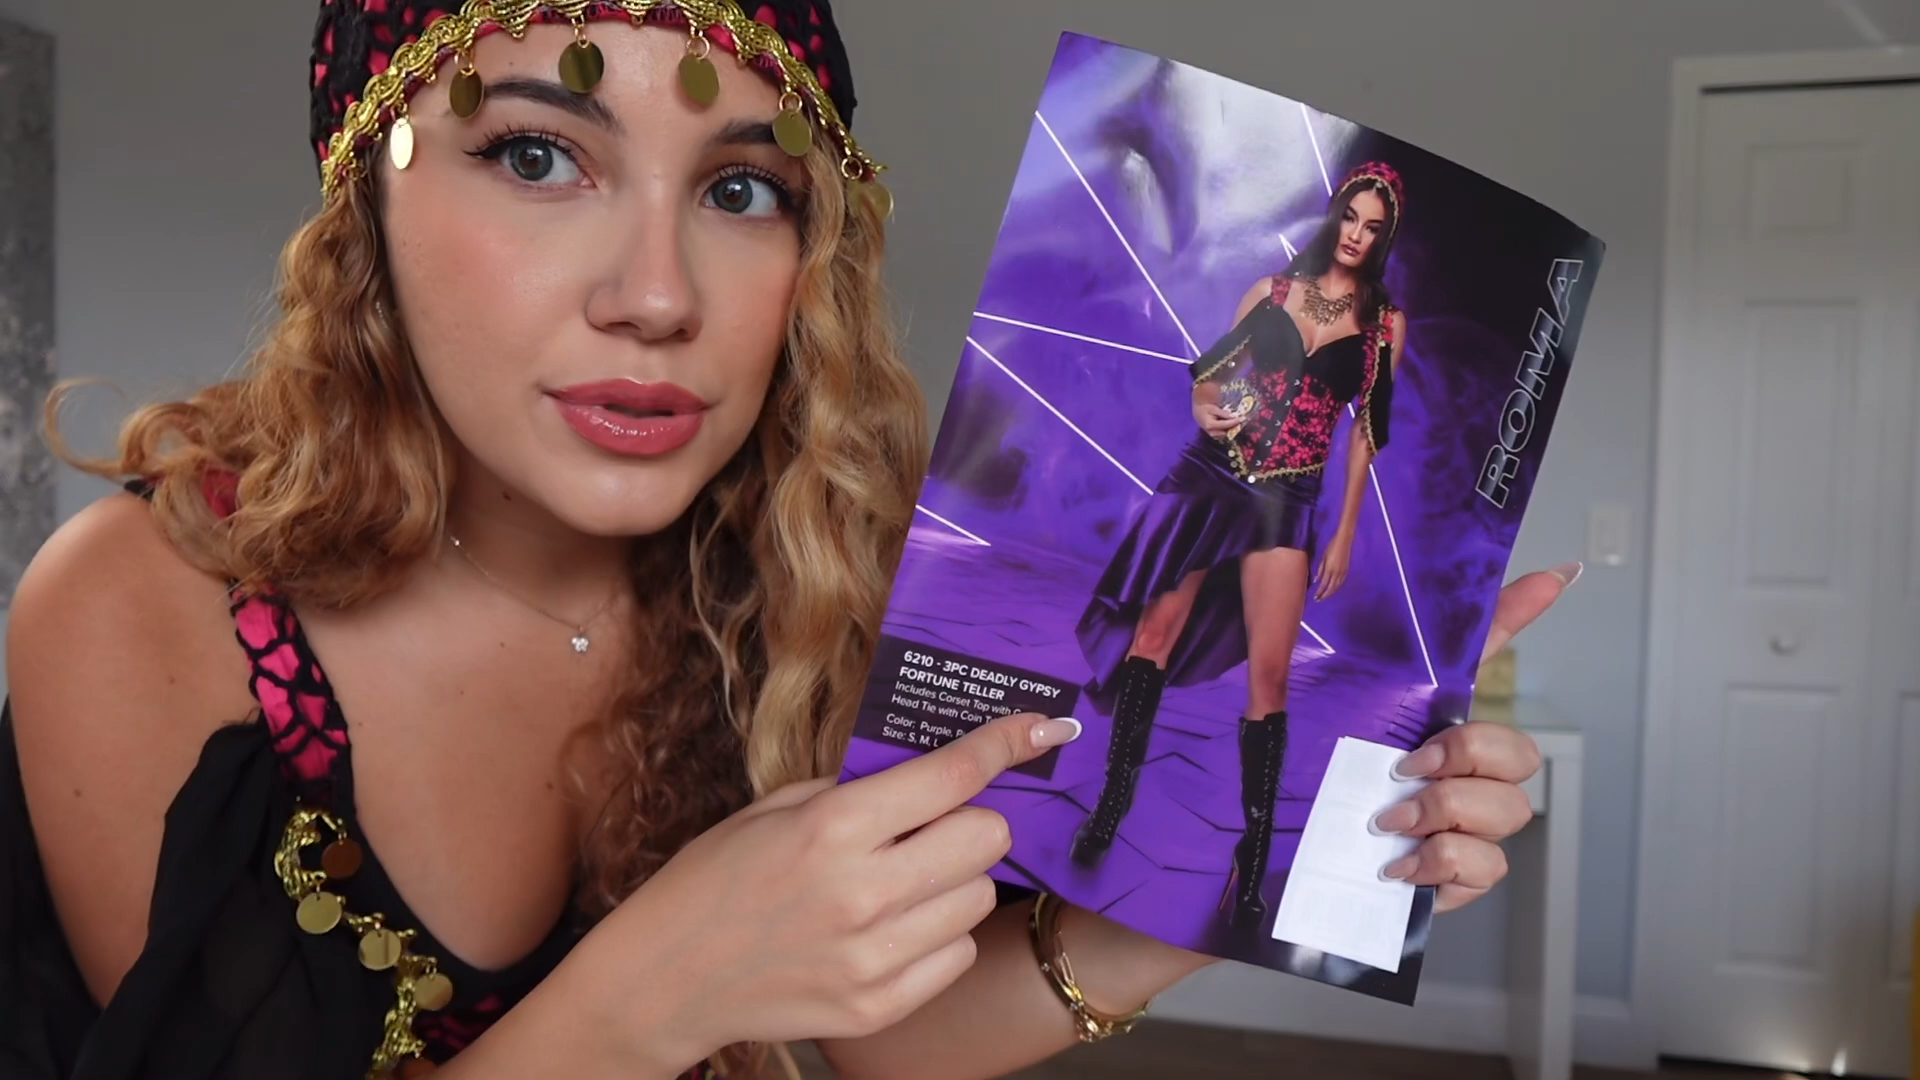 ROMA
6210 - 3PC DEADLY GYPSY
FORTUNE TELLER
Includes Corset Top with
Head Tie with Coin
Color: Purple,
Size: S, M, L